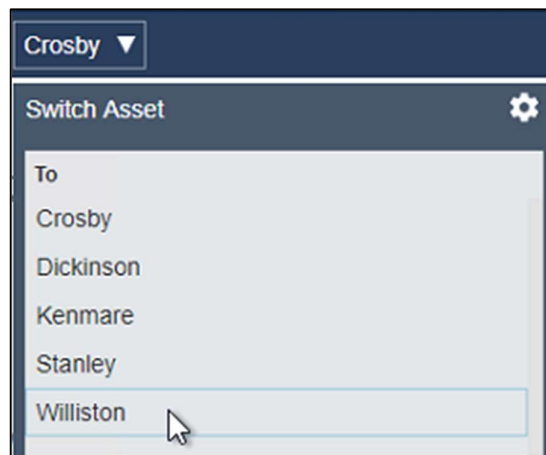 Crosby ▼
Switch Asset
To
Crosby
Dickinson
Kenmare
Stanley
Williston